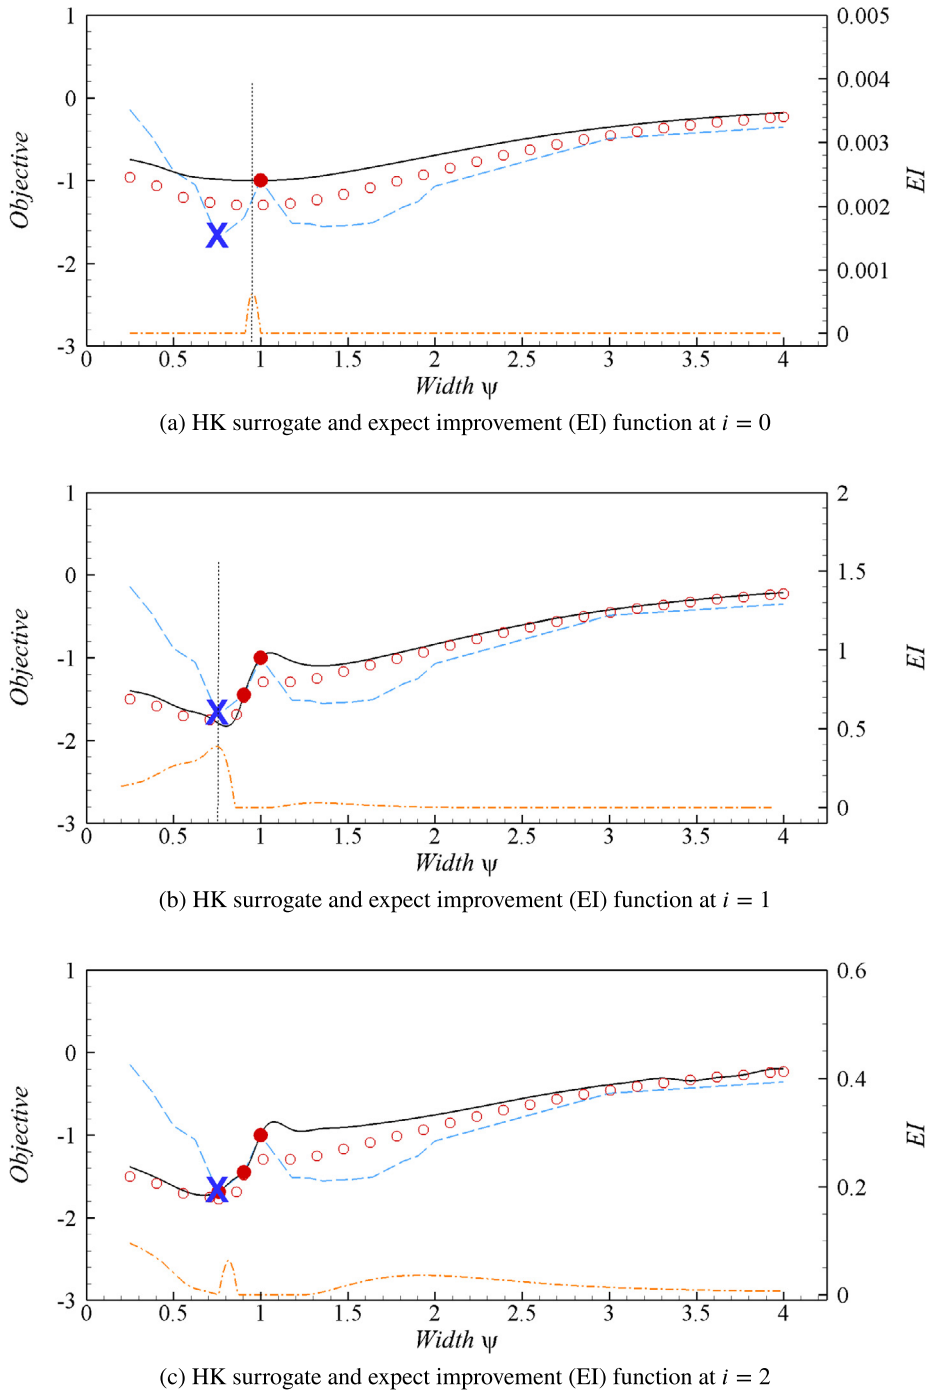 1
0
-1
-2
-3
Objective
0.005
0.004
0.003
0.002
0.001
0
EI
0 0.5 1 1.5 2 2.5 3 3.5 4
Width ψ
(a) HK surrogate and expect improvement (EI) function at i = 0
1
0
-1
-2
-3
Objective
2
1.5
1
0.5
0
EI
0 0.5 1 1.5 2 2.5 3 3.5 4
Width ψ
(b) HK surrogate and expect improvement (EI) function at i = 1
1
0
-1
-2
-3
Objective
0.6
0.4
0.2
0
EI
0 0.5 1 1.5 2 2.5 3 3.5 4
Width ψ
(c) HK surrogate and expect improvement (EI) function at i = 2